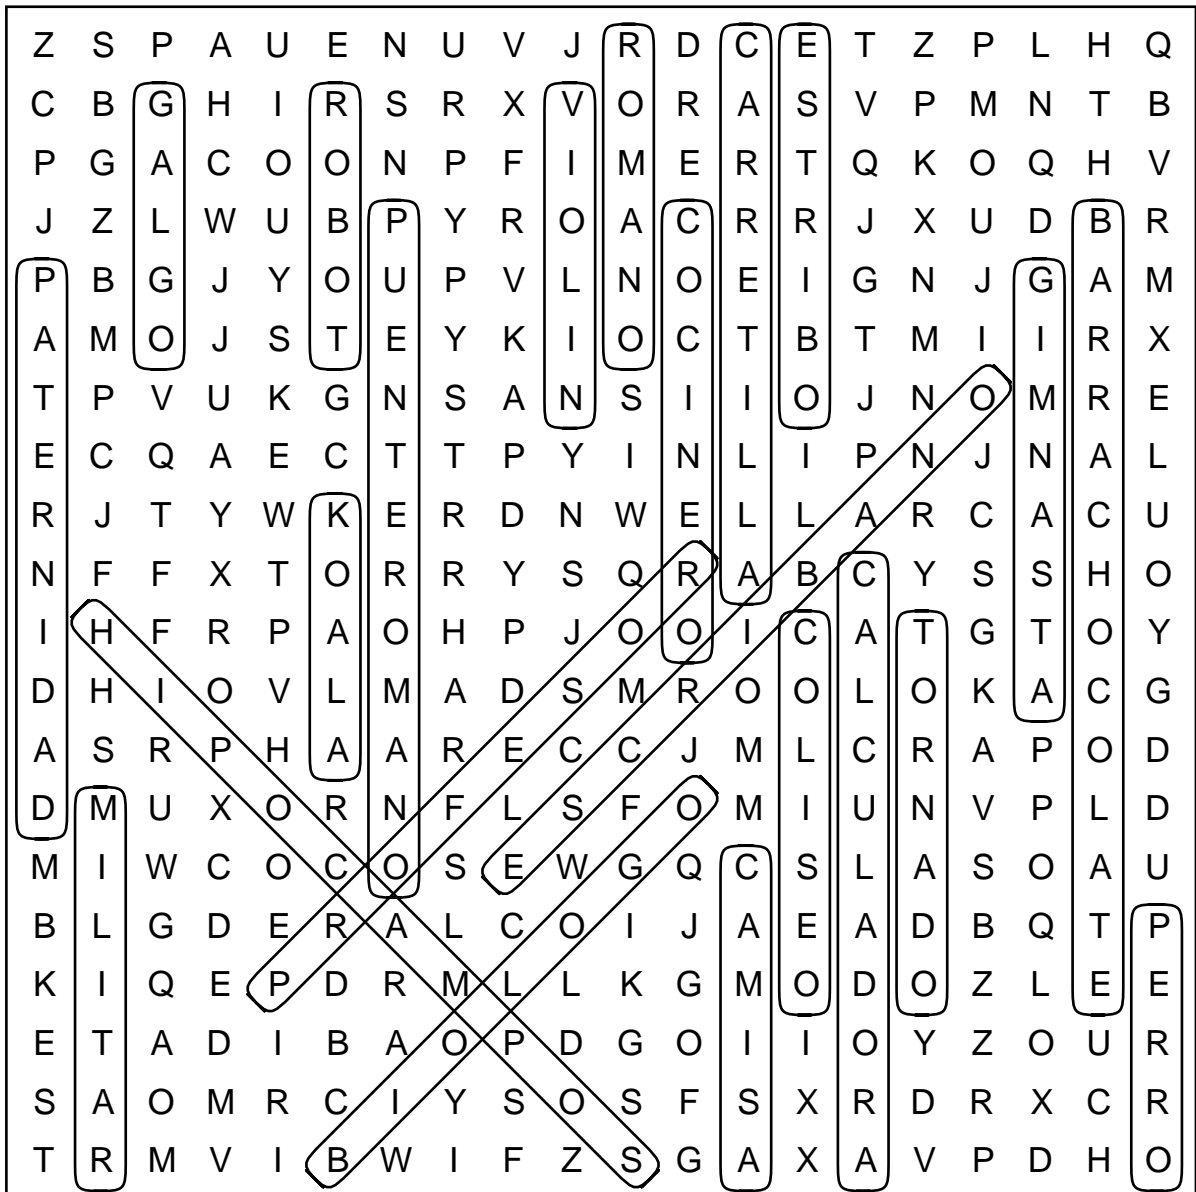 Z S P A U E N U V J R D C E T Z P L H Q
C B G H I R S R X V O R A S V P M N T B
P G A C O O N P F I M E R T Q K O Q H V
J Z L W U B P Y R O A C R R J X U D B R
P B G J Y O U P V L N O E I G N J G A M
A M O J S T E Y K I O C T B T M I I R X
T P V U K G N S A N S I I O J N O M R E
E C Q A E C T T P Y I N L I P N J N A L
R J T Y W K E R D N W E L L A R C A C U
N F F X T O R R Y S Q R A B C Y S S H O
I H F R P A O H P J O O I C A T G T O Y
D H I O V L M A D S M R O O L O K A C G
A S R P H A A R E C C J M L C R A P O D
D M U X O R N F L S F O M I U N V P L D
M I W C O C O S E W G Q C S L A S O A U
B L G D E R A L C O I J A E A D B Q T P
K I Q E P D R M L L K G M O D O Z L E E
E T A D I B A O P D G O I I O Y Z O U R
S A O M R C I Y S O S F S X R D R X C R
T R M V I B W I F Z S G A X A V P D H O